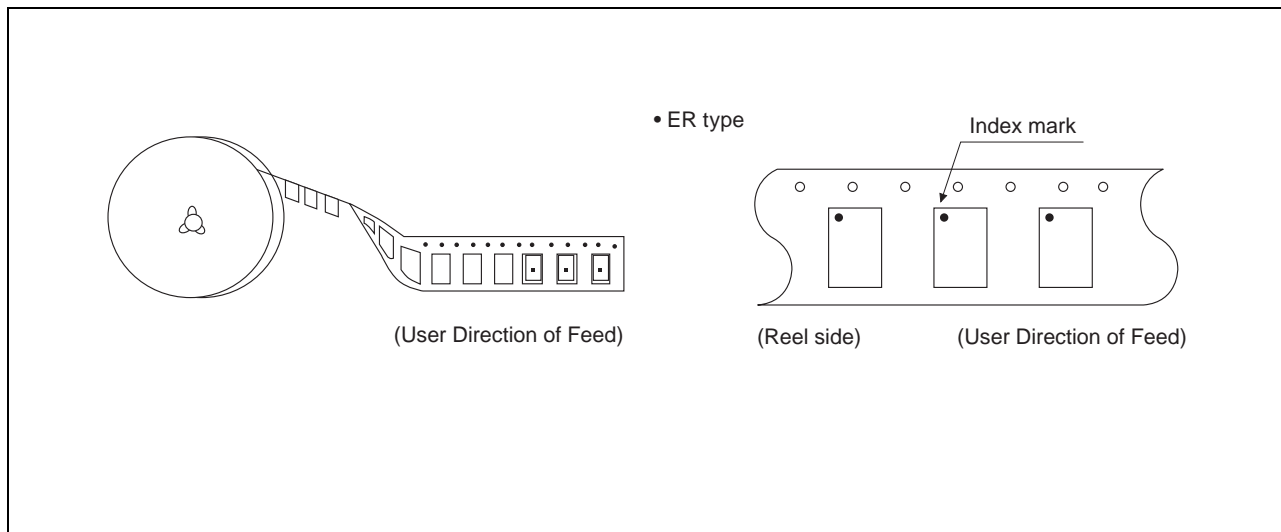 • ER type
Index mark
(User Direction of Feed)
(Reel side)
(User Direction of Feed)